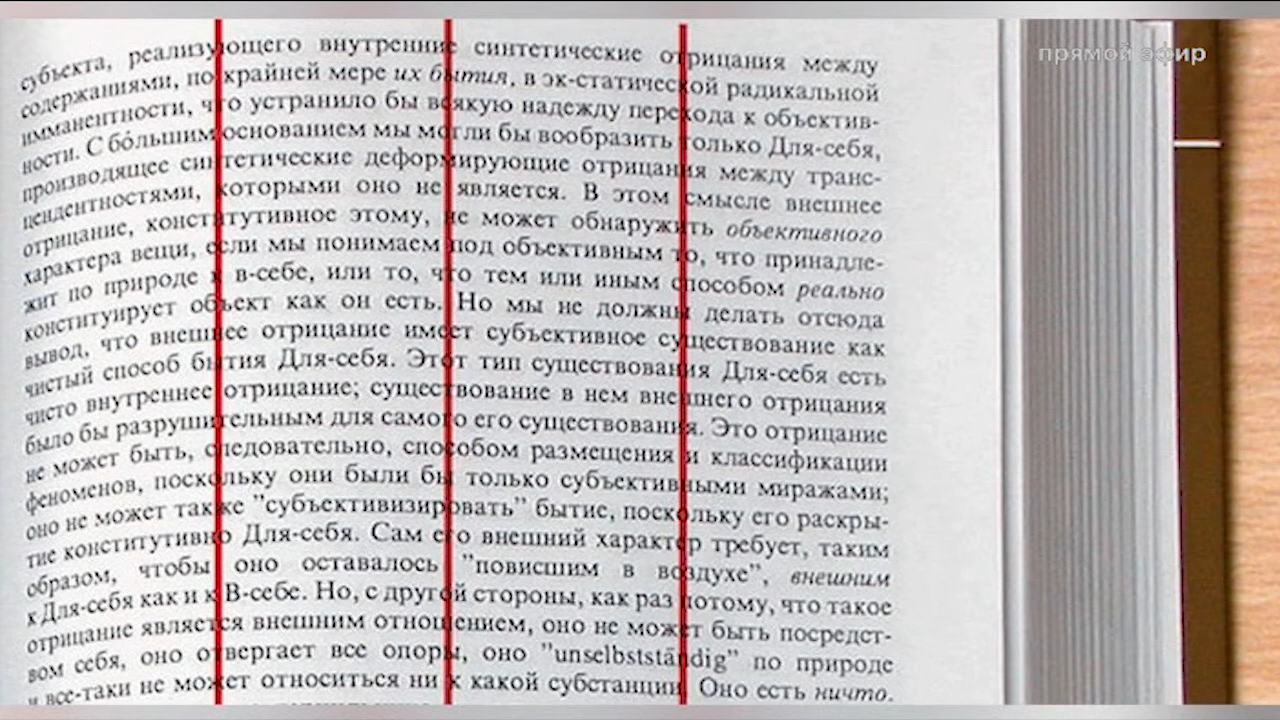 прямой эфир
субъекта, реализующего внутренние синтетические отрицания между
содержаниями, по крайней мере их бытия, в эк-статической радикальной
имманентности, что устранило бы всякую надежду перехода к объектив-
ности. С бо́льшим основанием мы могли бы вообразить только Для-себя,
производящее синтетические деформирующие отрицания между транс-
цендентностями, которыми оно не является. В этом смысле внешнее
отрицание, конститутивное этому, не может обнаружить объективного
характера вещи, если мы понимаем под объективным то, что принадле-
жит по природе к в-себе, или то, что тем или иным способом реально
конституирует объект как он есть. Но мы не должны делать отсюда
вывод, что внешнее отрицание имеет субъективное существование как
чистый способ бытия Для-себя. Этот тип существования Для-себя есть
чисто внутреннее отрицание; существование в нем внешнего отрицания
было бы разрушительным для самого его существования. Это отрицание
не может быть, следовательно, способом размещения и классификации
феноменов, поскольку они были бы только субъективными миражами;
оно не может также "субъективизировать" бытие, поскольку его раскры-
тие конститутивно Для-себя. Сам его внешний характер требует, таким
образом, чтобы оно оставалось "повисшим в воздухе", внешним
к Для-себя как и к В-себе. Но, с другой стороны, как раз потому, что такое
отрицание является внешним отношением, оно не может быть посредст-
вом себя, оно отвергает все опоры, оно "unselbstständig" по природе
и все-таки не может относиться ни к какой субстанции. Оно есть ничто.